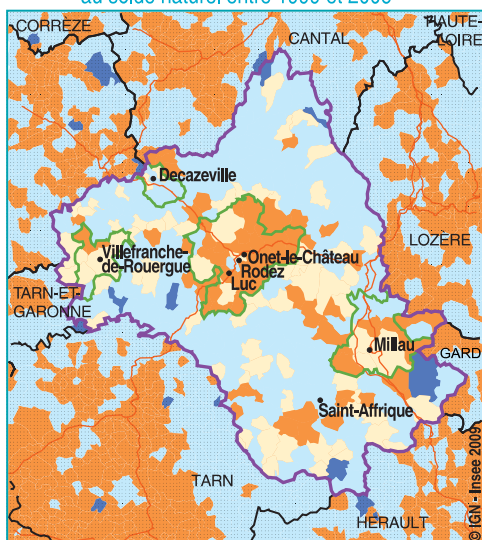 au solde naturel entre 1999 et 2006
CORRÈZE
CANTAL
HAUTE-
LOIRE
Decazeville
LOZÈRE
Villefranche-
de-Rouergue
Onet-le-Château
Rodez
Luc
TARN-ET-
GARONNE
Millau
GARD
Saint-Affrique
TARN
HÉRAULT
© IGN - Insee 2009